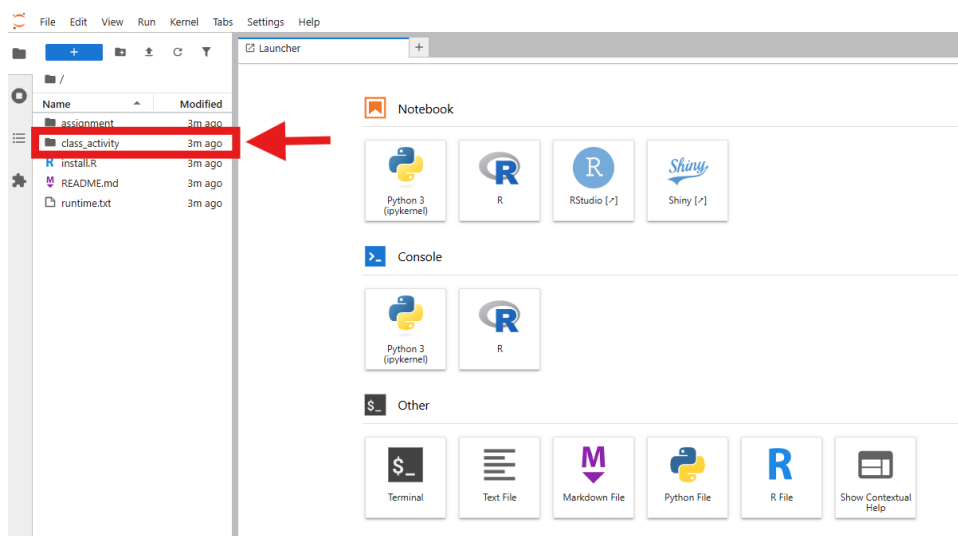 File Edit View Run Kernel Tabs Settings Help
+
Launcher
+
/
Name Modified
assignment 3m ago
class_activity 3m ago
R install.R 3m ago
M README.md 3m ago
runtime.txt 3m ago
Notebook
Python 3
(ipykernel)
R
R
R
RStudio [↗]
Shiny
Shiny [↗]
>_ Console
Python 3
(ipykernel)
R
R
$_ Other
$_
Terminal
Text File
M
Markdown File
Python File
R
R File
Show Contextual
Help